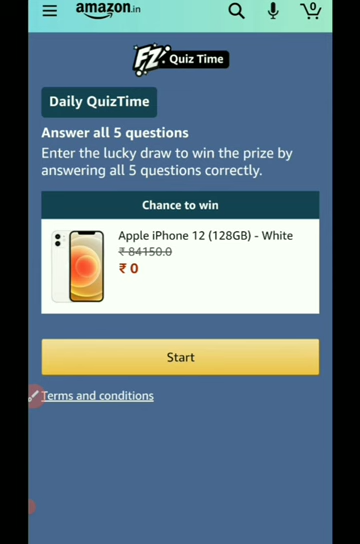 amazon.in
0
FZ Quiz Time
Daily QuizTime
Answer all 5 questions
Enter the lucky draw to win the prize by
answering all 5 questions correctly.
Chance to win
Apple iPhone 12 (128GB) - White
₹ 84150.0
₹ 0
Start
Terms and conditions